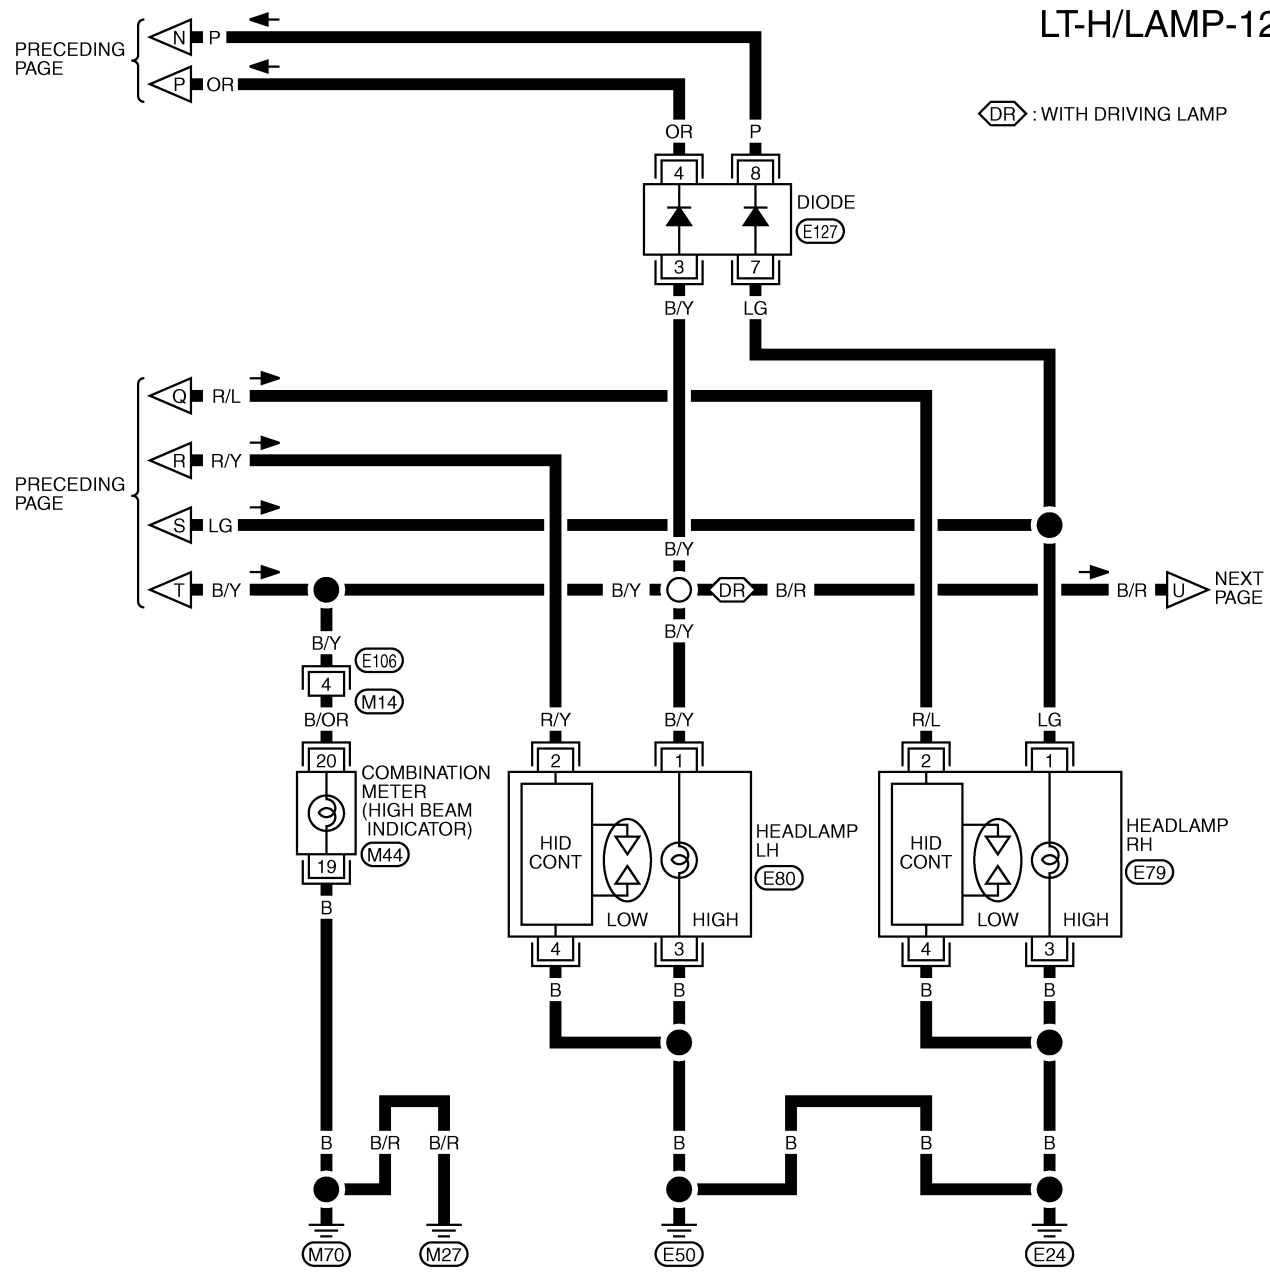 LT-H/LAMP-12
PRECEDING
PAGE
N P
P OR
DR : WITH DRIVING LAMP
OR P
4 8
DIODE
E127
3 7
B/Y LG
PRECEDING
PAGE
Q R/L
R R/Y
S LG
B/Y
T B/Y B/Y DR B/R B/R U
NEXT
PAGE
B/Y
B/Y
E106
4
M14
B/OR R/Y B/Y R/L LG
20 2 1 2 1
COMBINATION
METER
(HIGH BEAM
INDICATOR)
M44
HID
CONT
LOW HIGH
HEADLAMP
LH
E80
HID
CONT
LOW HIGH
HEADLAMP
RH
E79
19
B
4 3 4 3
B B B B
B B/R B/R B B B B
M70 M27 E50 E24